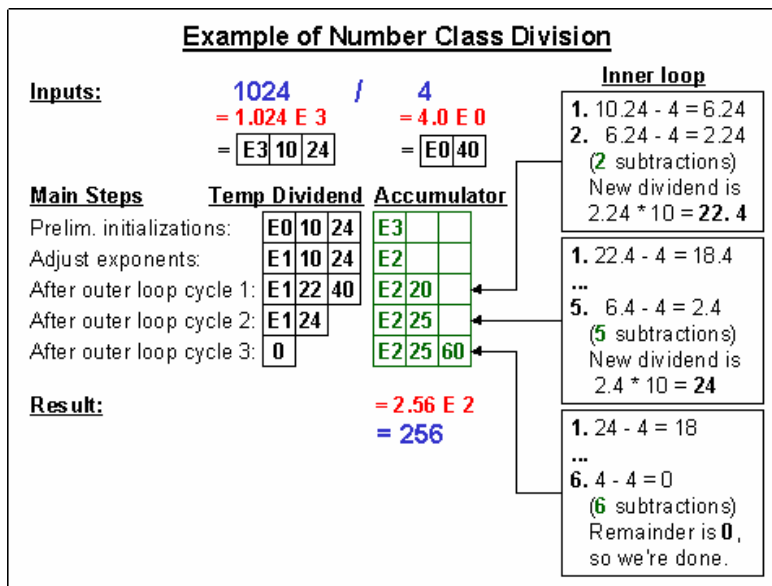 Example of Number Class Division
Inputs: 1024 / 4
= 1.024 E 3 = 4.0 E 0
= E3 10 24 = E0 40
Main Steps Temp Dividend Accumulator
Prelim. initializations: E0 10 24 E3
Adjust exponents: E1 10 24 E2
After outer loop cycle 1: E1 22 40 E2 20
After outer loop cycle 2: E1 24 E2 25
After outer loop cycle 3: 0 E2 25 60
Result: = 2.56 E 2
= 256
Inner loop
1. 10.24 - 4 = 6.24
2. 6.24 - 4 = 2.24
(2 subtractions)
New dividend is
2.24 * 10 = 22.4
1. 22.4 - 4 = 18.4
...
5. 6.4 - 4 = 2.4
(5 subtractions)
New dividend is
2.4 * 10 = 24
1. 24 - 4 = 18
...
6. 4 - 4 = 0
(6 subtractions)
Remainder is 0,
so we're done.